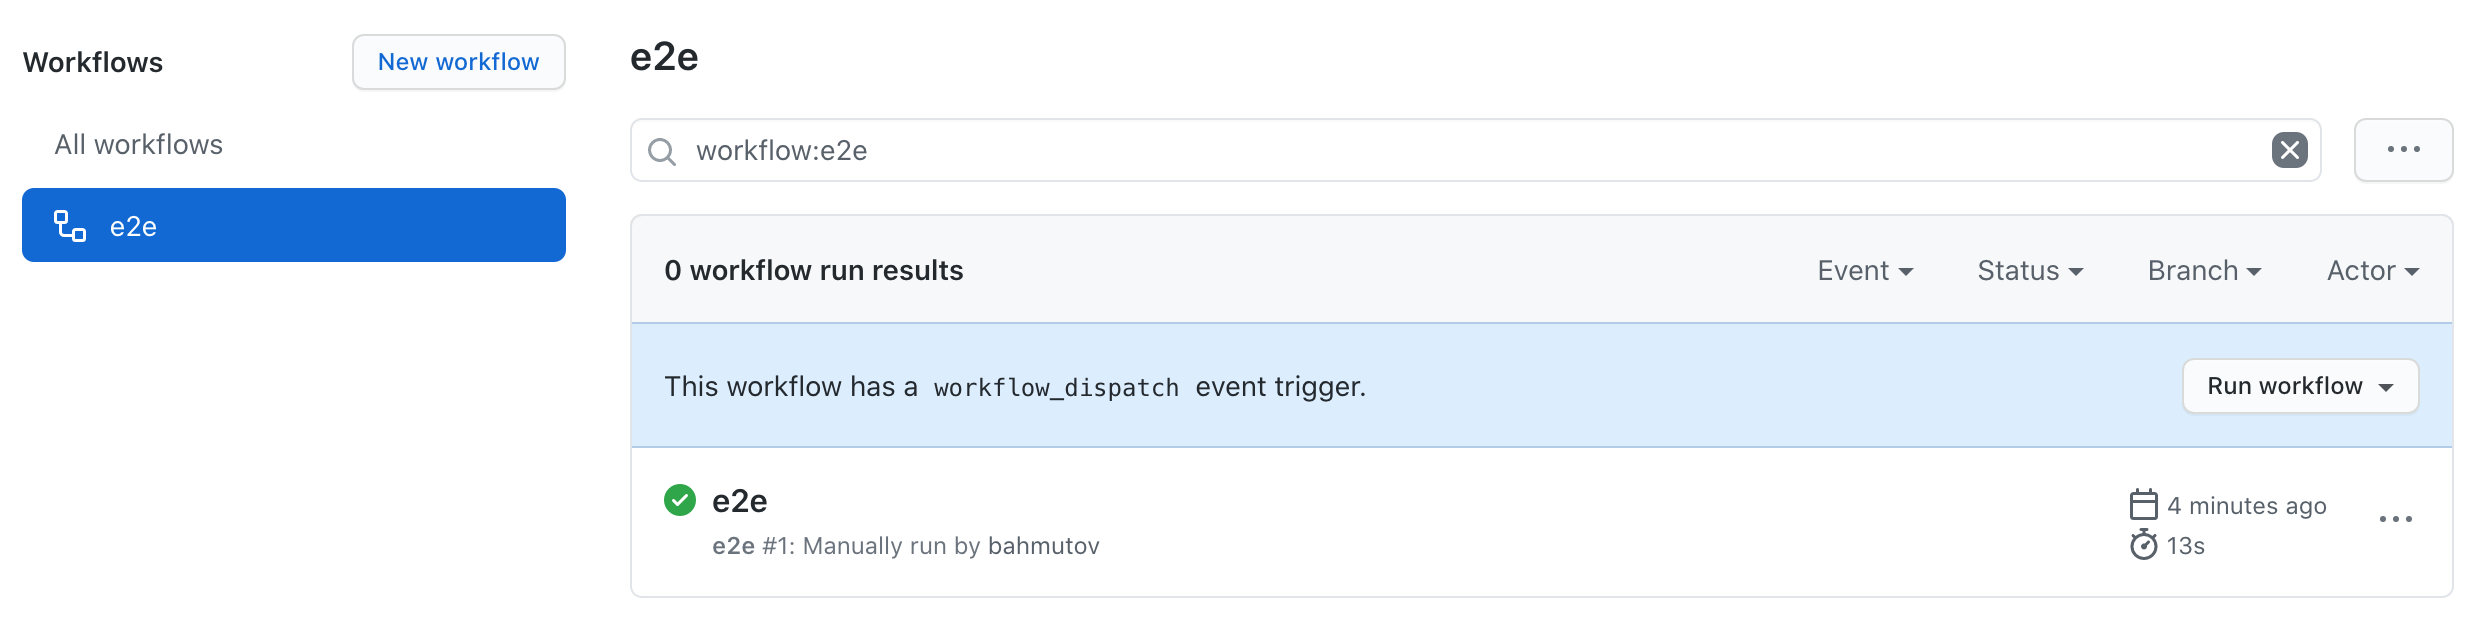 Workflows
New workflow
All workflows
e2e
e2e
workflow:e2e
0 workflow run results
Event
Status
Branch
Actor
This workflow has a workflow_dispatch event trigger.
Run workflow
e2e
e2e #1: Manually run by bahmutov
4 minutes ago
13s